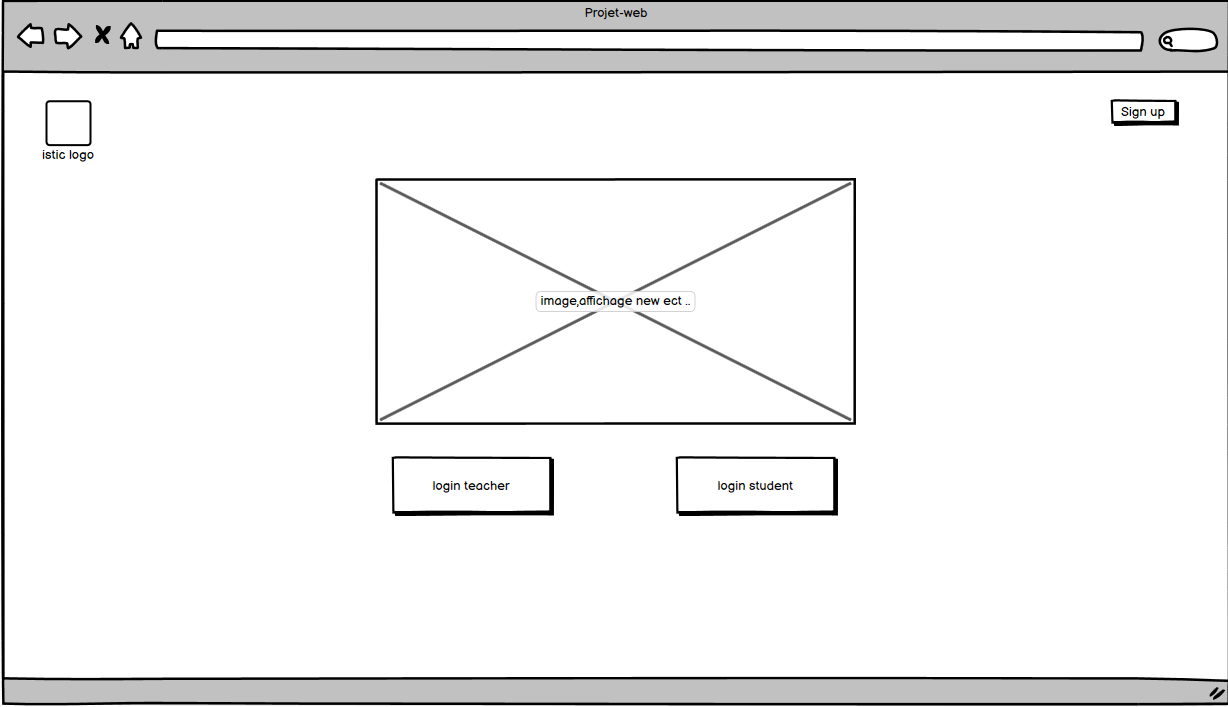 Projet-web
Sign up
istic logo
image,affichage new ect ..
login teacher
login student